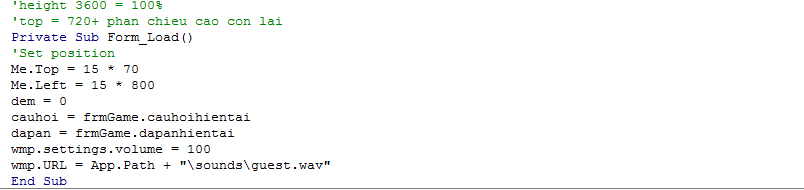 'height 3600 = 100%
'top = 720+ phan chieu cao con lai
Private Sub Form_Load()
'Set position
Me.Top = 15 * 70
Me.Left = 15 * 800
dem = 0
cauhoi = frmGame.cauhoihientai
dapan = frmGame.dapanhientai
wmp.settings.volume = 100
wmp.URL = App.Path + "\sounds\guest.wav"
End Sub